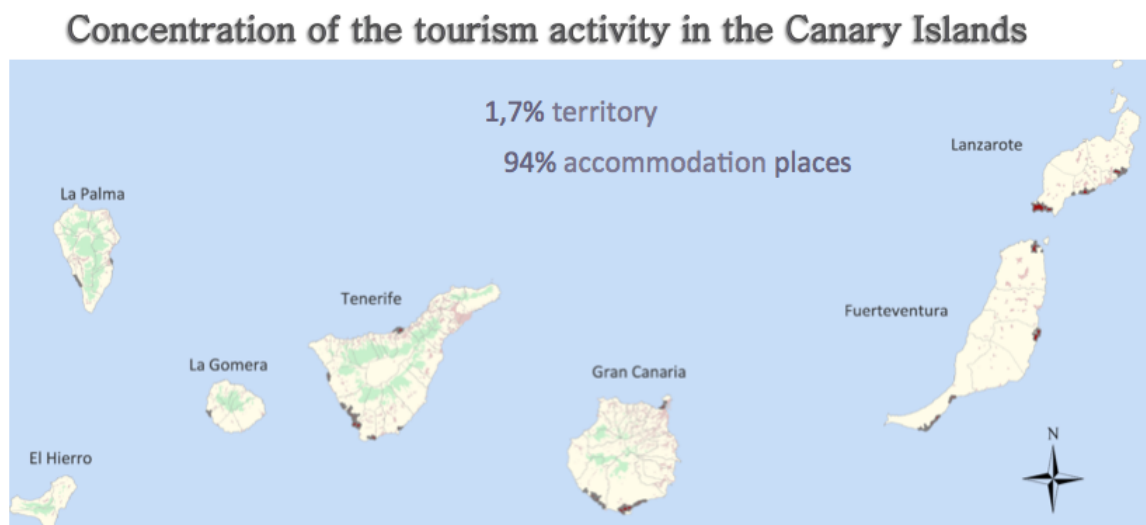 Concentration of the tourism activity in the Canary Islands
1,7% territory
94% accommodation places
Lanzarote
La Palma
Tenerife
Fuerteventura
La Gomera
Gran Canaria
El Hierro
N